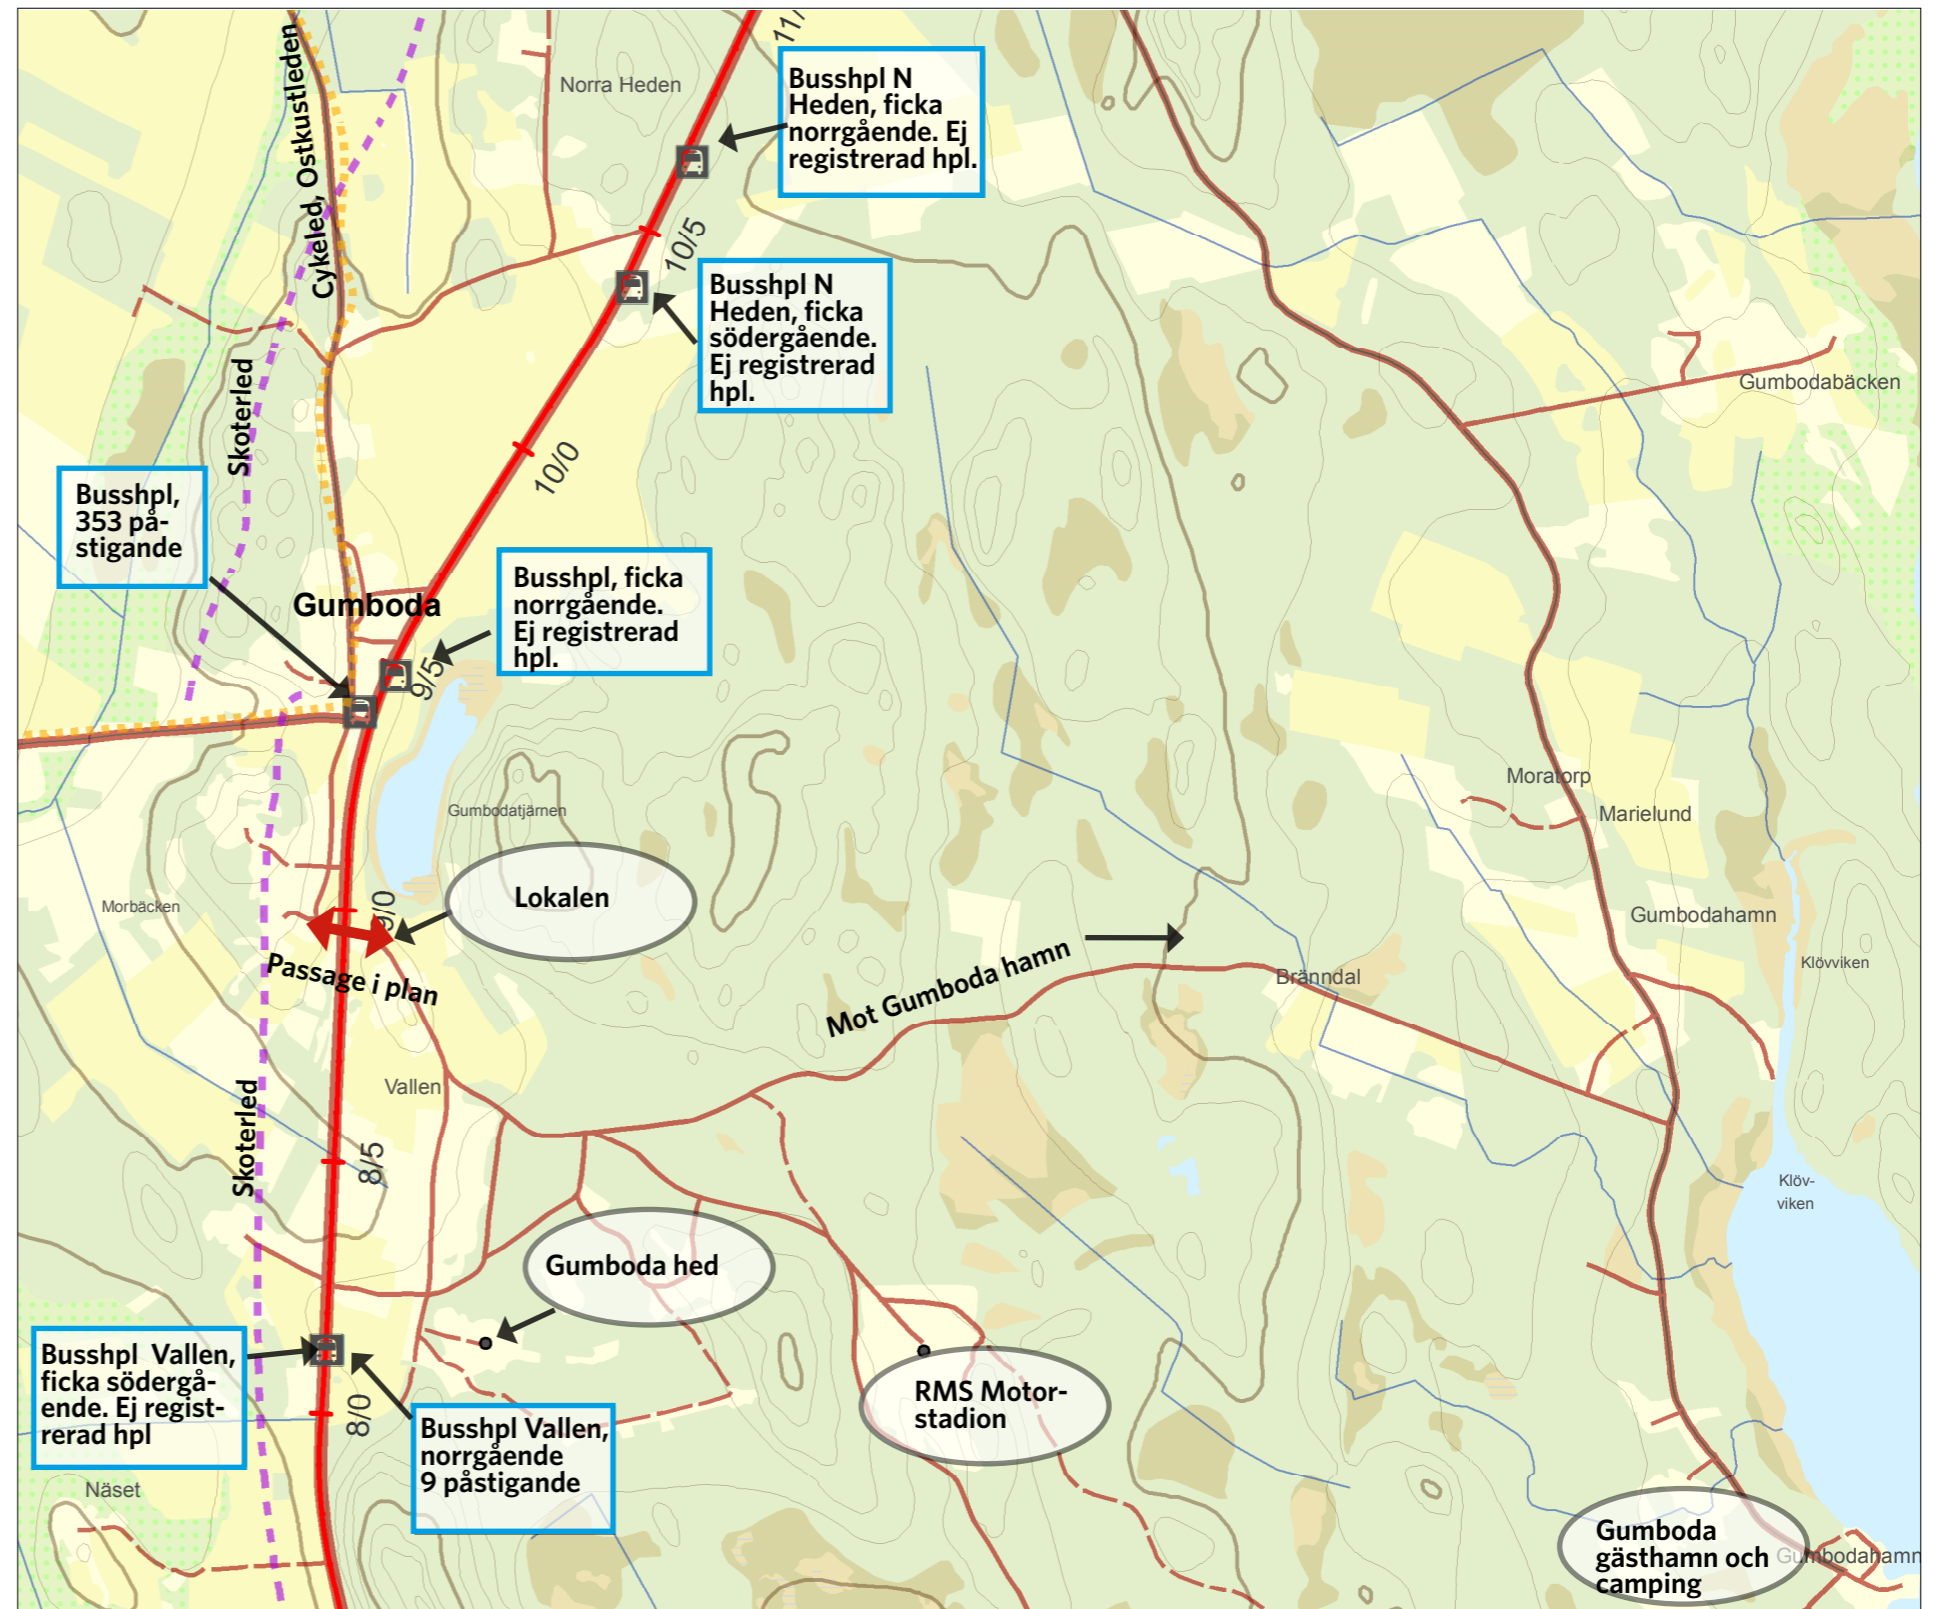 11/
Norra Heden
Busshpl N
Heden, ficka
norrgående. Ej
registrerad hpl.
Cykeled, Ostkustleden
10/5
Busshpl N
Heden, ficka
södergående.
Ej registrerad
hpl.
Skoterled
Gumbodabäcken
10/0
Busshpl,
353 på-
stigande
Busshpl, ficka
norrgående.
Ej registrerad
hpl.
Gumboda
9/5
Gumbodatjärnen
Moratorp
Marielund
Lokalen
Morbäcken
9/0
Gumbodahamn
Passage i plan
Mot Gumboda hamn
Klövviken
Bränndal
Vallen
Skoterled
8/5
Klöv-
viken
Gumboda hed
Busshpl  Vallen,
ficka södergå-
ende. Ej regist-
rerad hpl
8/0
RMS Motor-
stadion
Busshpl Vallen,
norrgående
9 påstigande
Näset
Gumboda
gästhamn och
camping
Gumbodahamn